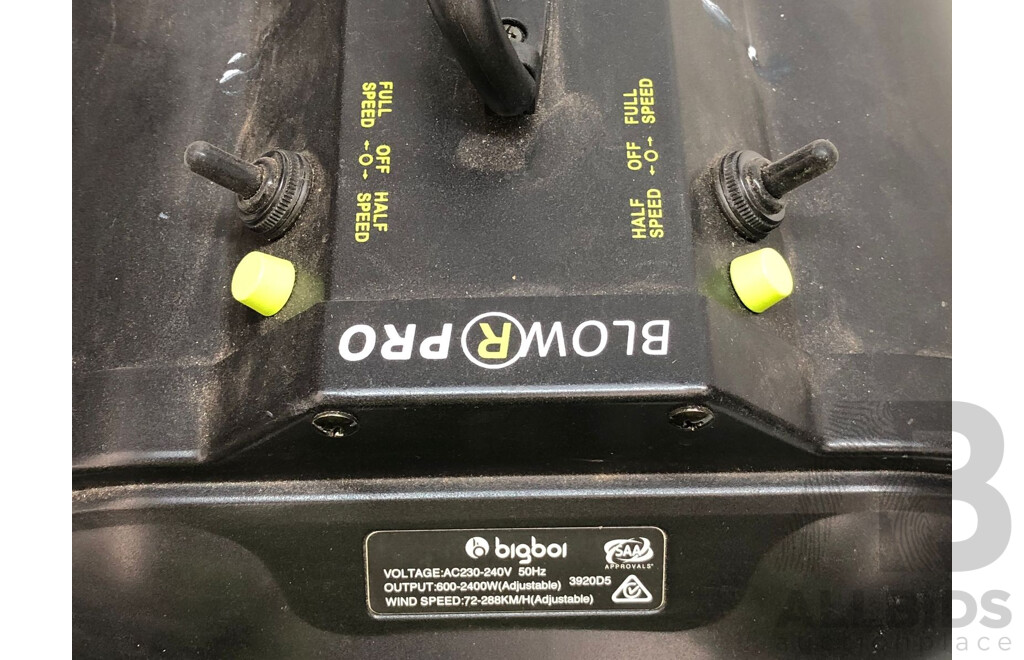 FULL
SPEED
OFF
←O→
HALF
SPEED
FULL
SPEED
OFF
←O→
HALF
SPEED
BLOWR PRO
bigboi
SAA
APPROVALS
VOLTAGE:AC230-240V 50Hz
OUTPUT:600-2400W(Adjustable) 3920D5
WIND SPEED:72-288KM/H(Adjustable)
B
ALLBIDS